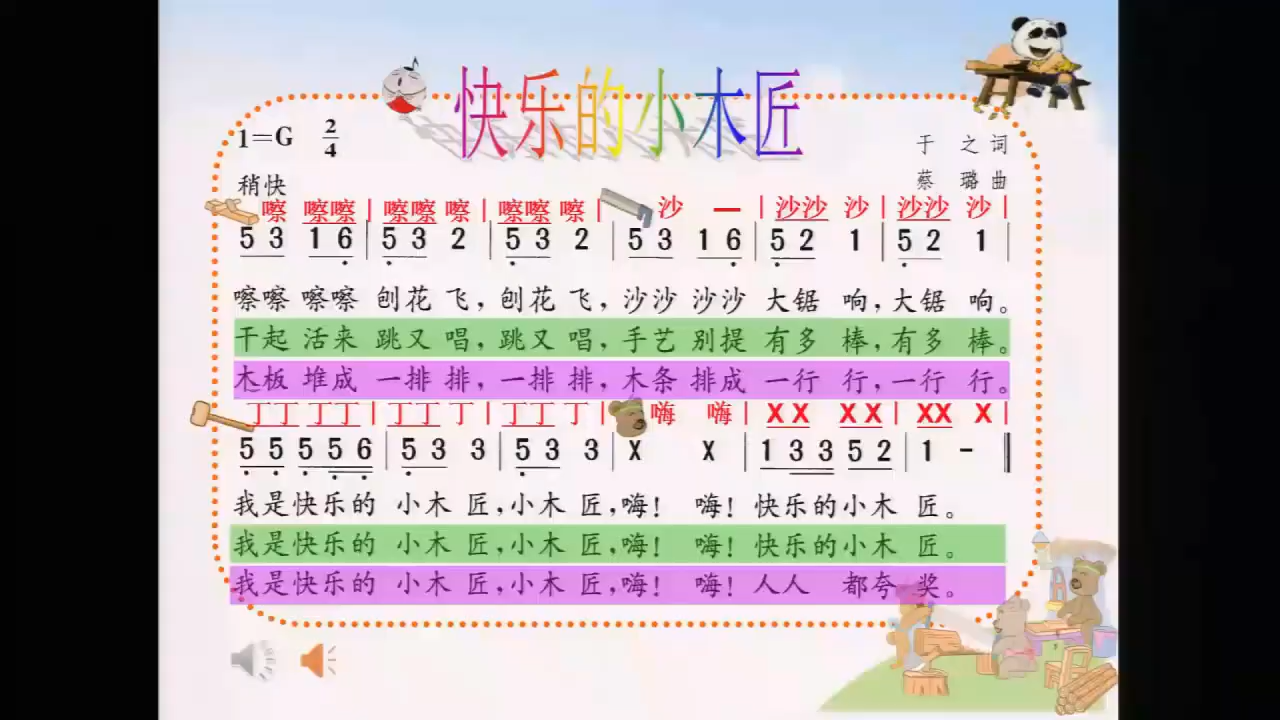 快乐的小木匠
1=G 2/4
于 之 词
蔡 璐 曲
稍快
嚓 嚓嚓 | 嚓嚓 嚓 | 嚓嚓 嚓 | 沙 — | 沙沙 沙 | 沙沙 沙 |
5 3 1 6 | 5 3 2 | 5 3 2 | 5 3 1 6 | 5 2 1 | 5 2 1 |
嚓嚓 嚓嚓 刨花 飞，刨花 飞，沙沙 沙沙 大锯 响，大锯 响。
干起 活来 跳又 唱，跳又 唱，手艺 别提 有多 棒，有多 棒。
木板 堆成 一排 排，一排 排，木条 排成 一行 行，一行 行。
丁丁 丁丁 | 丁丁 丁 | 丁丁 丁 | 嗨 嗨 | X X X X | XX X |
5 5 5 5 6 | 5 3 3 | 5 3 3 | X X | 1 3 3 5 2 | 1 - ‖
我是快乐的 小木 匠，小木 匠，嗨！ 嗨！快乐的小木 匠。
我是快乐的 小木 匠，小木 匠，嗨！ 嗨！快乐的小木 匠。
我是快乐的 小木 匠，小木 匠，嗨！ 嗨！人人 都夸 奖。